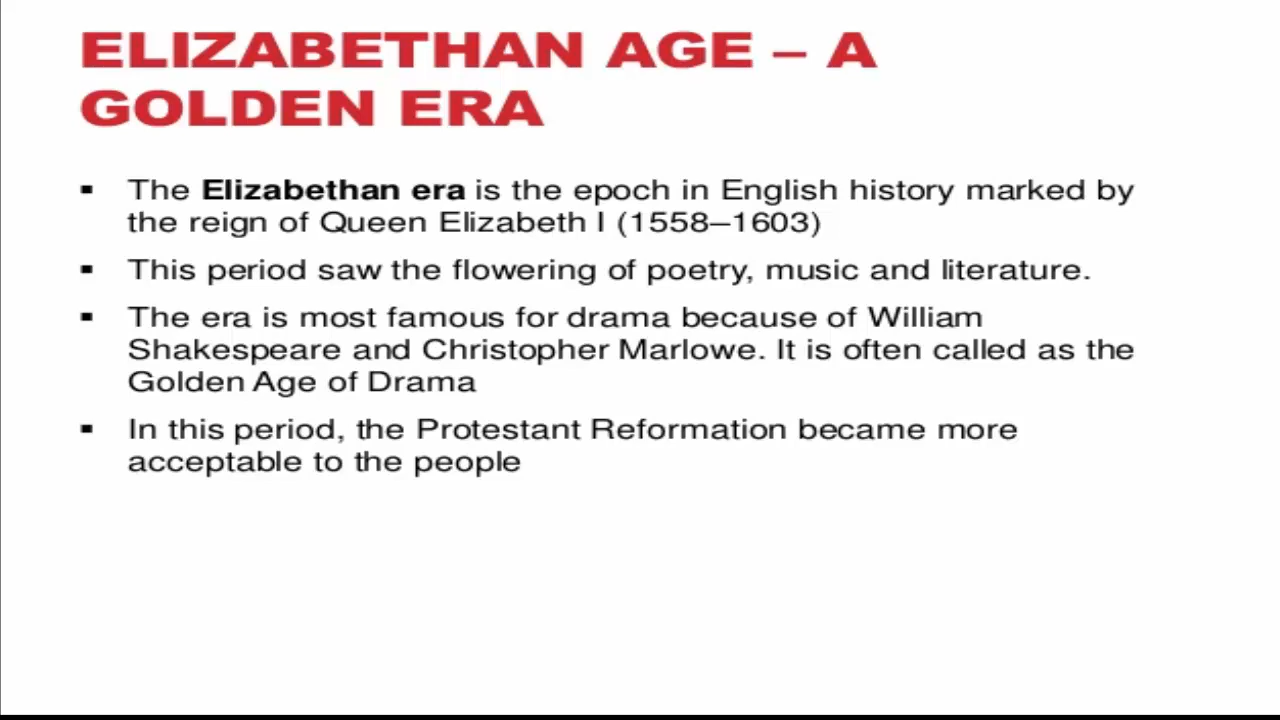 ELIZABETHAN AGE – A
GOLDEN ERA
▪ The Elizabethan era is the epoch in English history marked by
the reign of Queen Elizabeth I (1558–1603)
▪ This period saw the flowering of poetry, music and literature.
▪ The era is most famous for drama because of William
Shakespeare and Christopher Marlowe. It is often called as the
Golden Age of Drama
▪ In this period, the Protestant Reformation became more
acceptable to the people